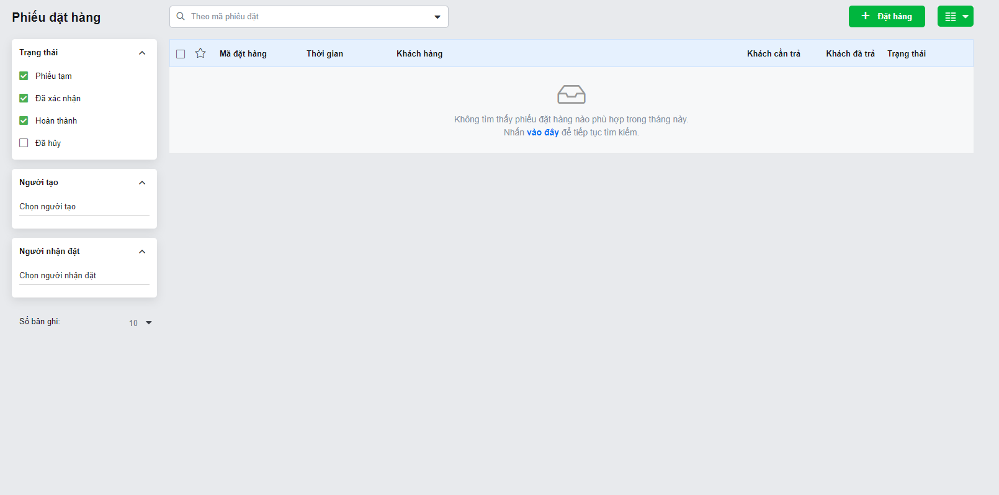 Phiếu đặt hàng
Theo mã phiếu đặt
Đặt hàng
Trạng thái
Phiếu tạm
Đã xác nhận
Hoàn thành
Đã hủy
Người tạo
Chọn người tạo
Người nhận đặt
Chọn người nhận đặt
Số bản ghi: 10
Mã đặt hàng Thời gian Khách hàng Khách cần trả Khách đã trả Trạng thái
Không tìm thấy phiếu đặt hàng nào phù hợp trong tháng này.
Nhấn vào đây để tiếp tục tìm kiếm.